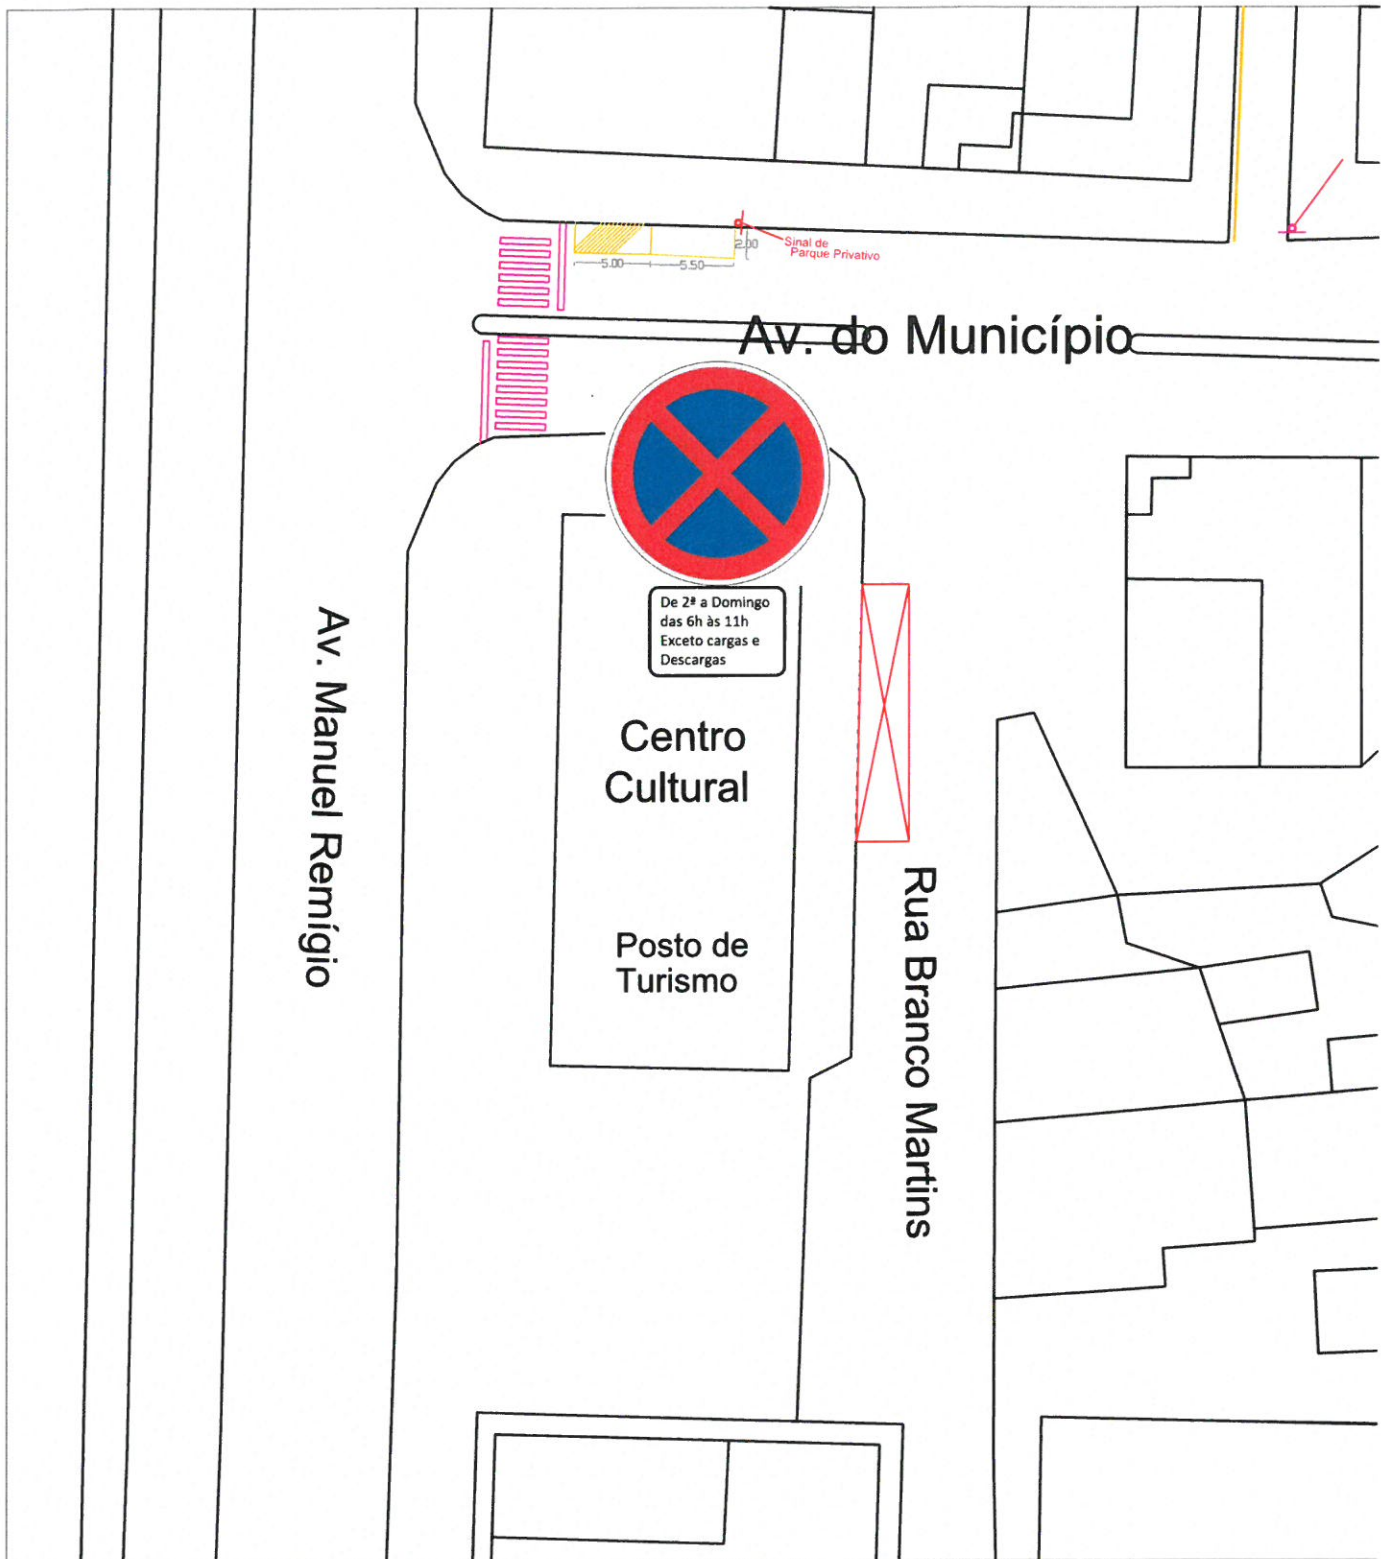 2.00
Sinal de
Parque Privativo
5.00
5.50
Av. do Município
De 2ª a Domingo
das 6h às 11h
Exceto cargas e
Descargas
Av. Manuel Remígio
Centro
Cultural
Rua Branco Martins
Posto de
Turismo